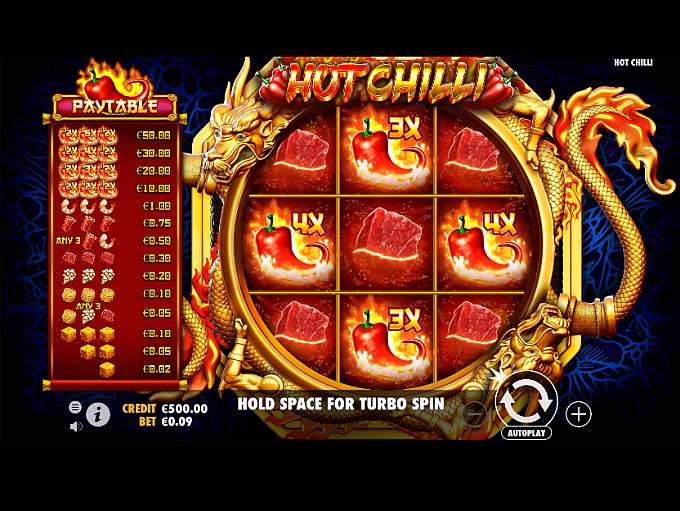 HOT CHILLI
HOT CHILLI
PAYTABLE
€50.00
€30.00
€20.00
€10.00
€1.00
€0.75
ANY 3 €0.50
€0.30
€0.20
€0.10
ANY 3
€0.05
€0.10
€0.05
€0.02
3X
4X
4X
3X
HOLD SPACE FOR TURBO SPIN
CREDIT €500.00
BET €0.09
AUTOPLAY